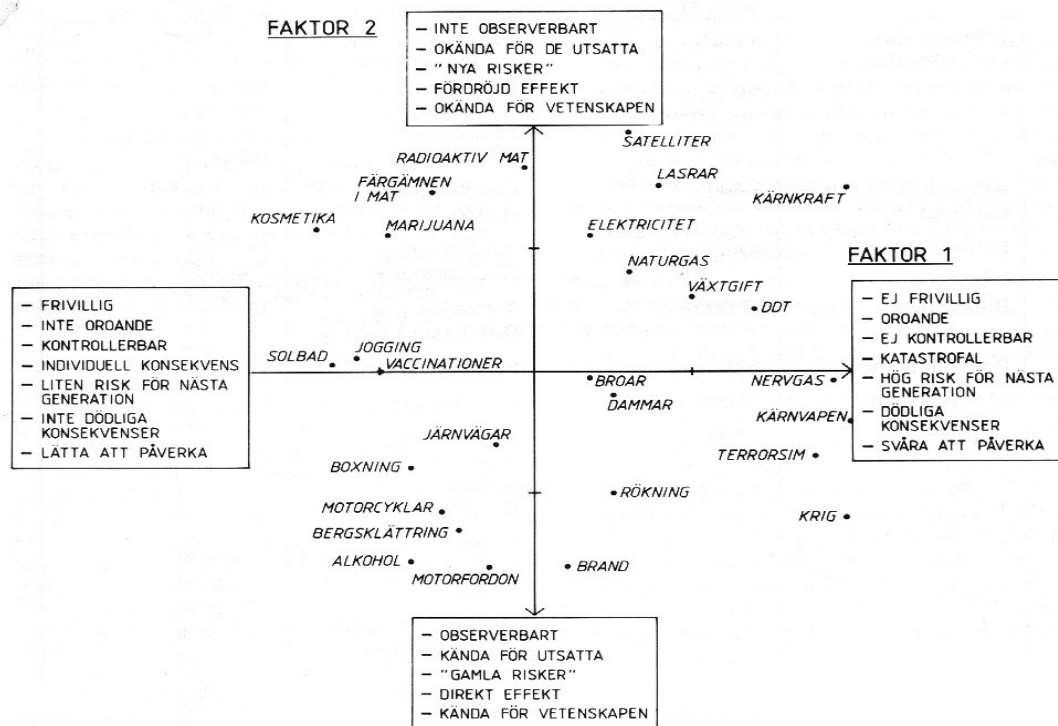 FAKTOR 2
– INTE OBSERVERBART
– OKÄNDA FÖR DE UTSATTA
– "NYA RISKER"
– FÖRDRÖJD EFFEKT
– OKÄNDA FÖR VETENSKAPEN
SATELLITER
RADIOAKTIV MAT
LASRAR
FÄRGÄMNEN
I MAT
KÄRNKRAFT
KOSMETIKA
MARIJUANA
ELEKTRICITET
NATURGAS
FAKTOR 1
VÄXTGIFT
DDT
– FRIVILLIG
– INTE OROANDE
– KONTROLLERBAR
– INDIVIDUELL KONSEKVENS
– LITEN RISK FÖR NÄSTA
GENERATION
– INTE DÖDLIGA
KONSEKVENSER
– LÄTTA ATT PÅVERKA
– EJ FRIVILLIG
– OROANDE
– EJ KONTROLLERBAR
– KATASTROFAL
– HÖG RISK FÖR NÄSTA
GENERATION
– DÖDLIGA
KONSEKVENSER
– SVÅRA ATT PÅVERKA
SOLBAD
JOGGING
VACCINATIONER
BROAR
NERVGAS
DAMMAR
KÄRNVAPEN
JÄRNVÄGAR
TERRORSIM
BOXNING
RÖKNING
MOTORCYKLAR
KRIG
BERGSKLÄTTRING
ALKOHOL
MOTORFORDON
BRAND
– OBSERVERBART
– KÄNDA FÖR UTSATTA
– "GAMLA RISKER"
– DIREKT EFFEKT
– KÄNDA FÖR VETENSKAPEN